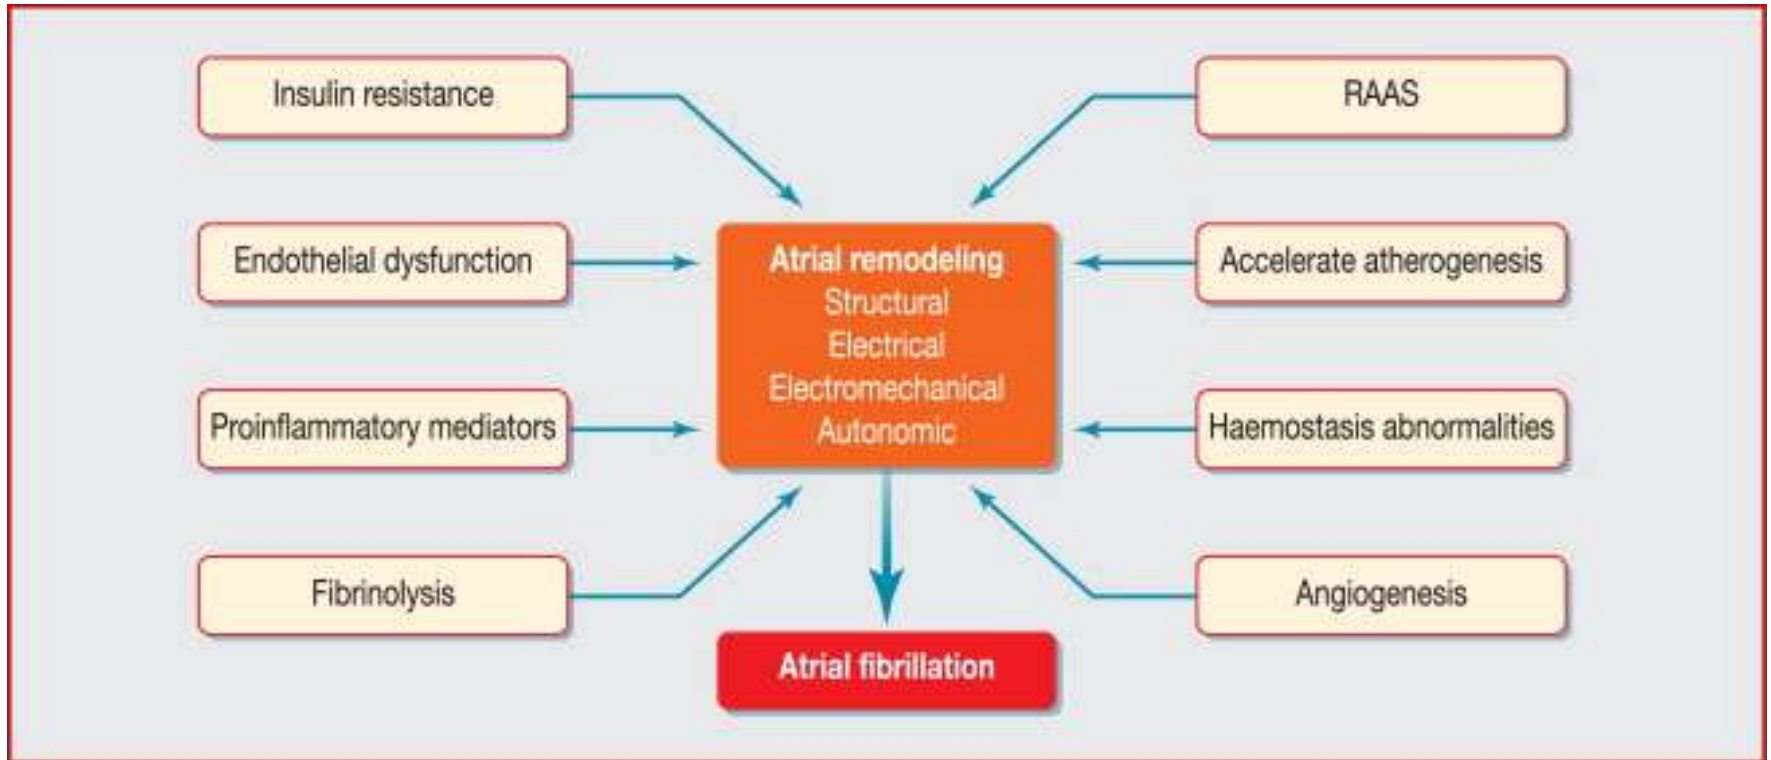 Insulin resistance
RAAS
Endothelial dysfunction
Atrial remodeling
Structural
Electrical
Electromechanical
Autonomic
Accelerate atherogenesis
Proinflammatory mediators
Haemostasis abnormalities
Fibrinolysis
Angiogenesis
Atrial fibrillation